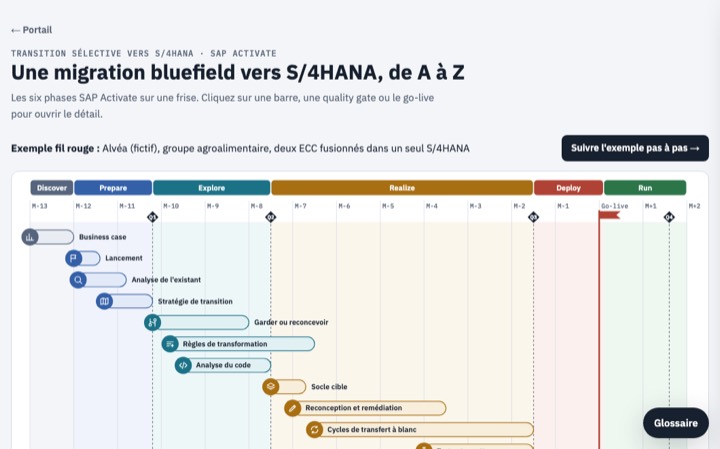 ← Portail
TRANSITION SÉLECTIVE VERS S/4HANA · SAP ACTIVATE
Une migration bluefield vers S/4HANA, de A à Z
Les six phases SAP Activate sur une frise. Cliquez sur une barre, une quality gate ou le go-live
pour ouvrir le détail.
Exemple fil rouge : Alvéa (fictif), groupe agroalimentaire, deux ECC fusionnés dans un seul S/4HANA
Suivre l'exemple pas à pas →
Discover Prepare Explore Realize Deploy Run
M-13 M-12 M-11 M-10 M-9 M-8 M-7 M-6 M-5 M-4 M-3 M-2 M-1 Go-live M+1 M+2
Q1 Q2 Q3 Q4
Business case
Lancement
Analyse de l'existant
Stratégie de transition
Garder ou reconcevoir
Règles de transformation
Analyse du code
Socle cible
Reconception et remédiation
Glossaire
Cycles de transfert à blanc